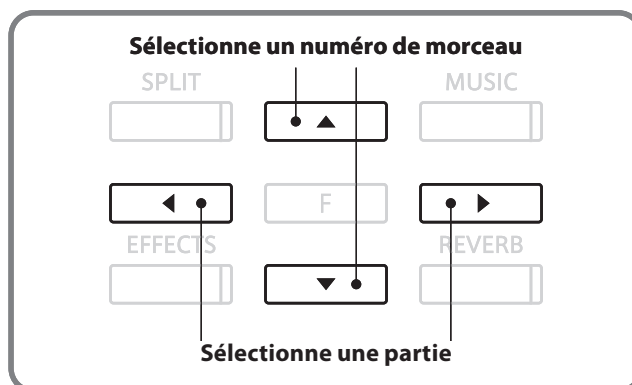 Sélectionne un numéro de morceau
SPLIT
MUSIC
F
EFFECTS
REVERB
Sélectionne une partie